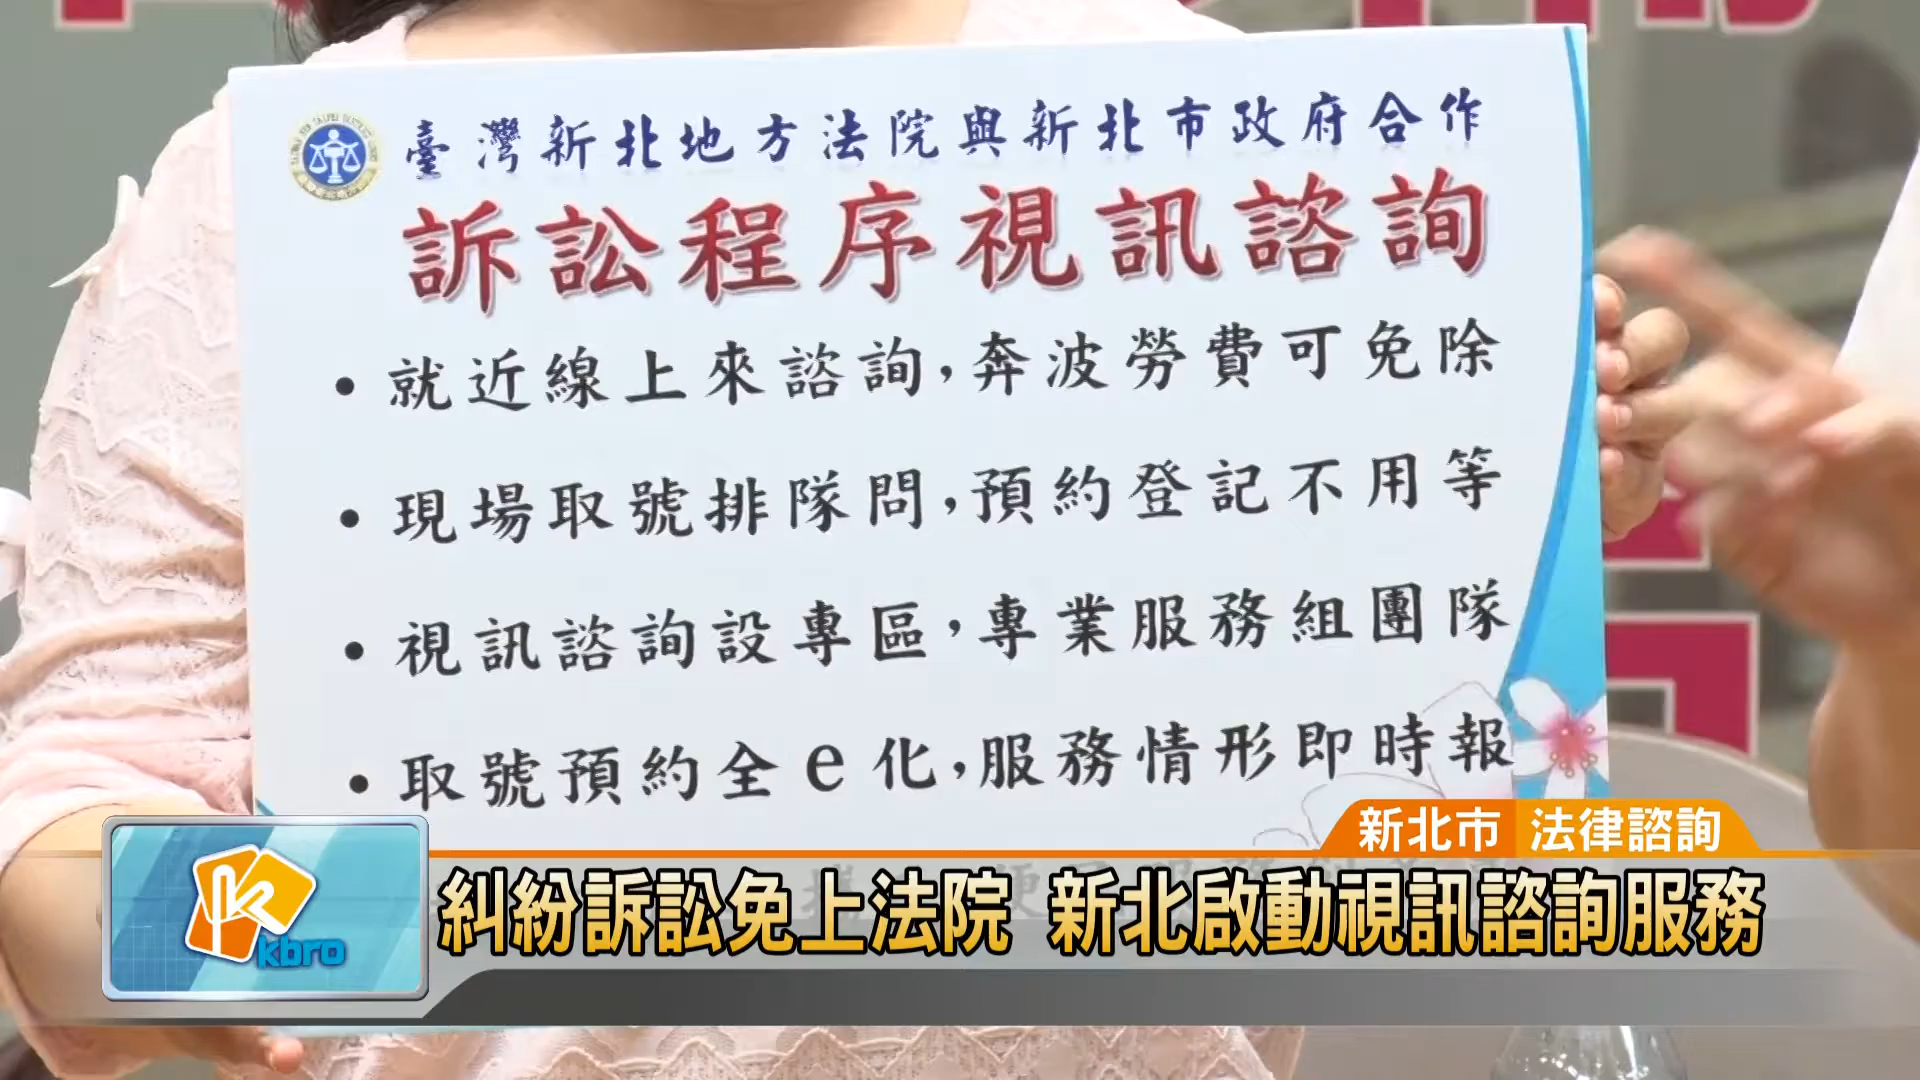 臺灣新北地方法院與新北市政府合作
訴訟程序視訊諮詢
• 就近線上來諮詢，奔波勞費可免除
• 現場取號排隊問，預約登記不用等
• 視訊諮詢設專區，專業服務組團隊
• 取號預約全e化，服務情形即時報
新北市 法律諮詢
糾紛訴訟免上法院 新北啟動視訊諮詢服務
kbro